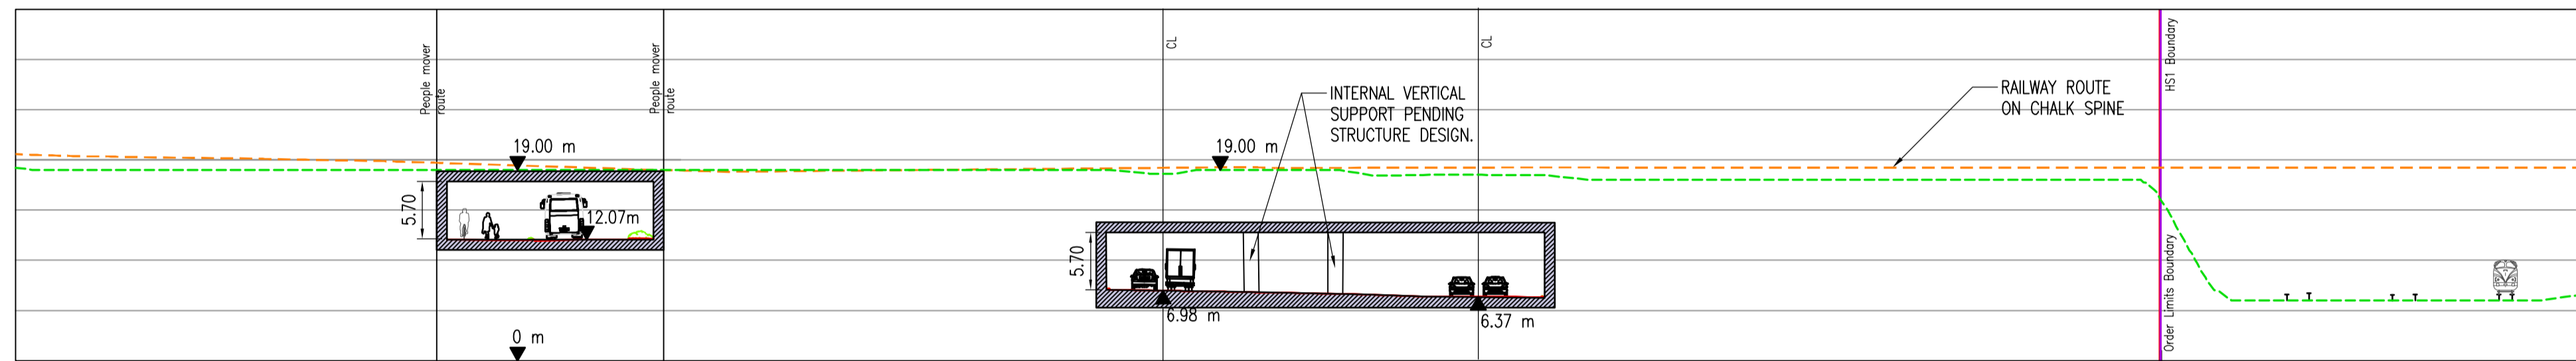 People mover
route
People mover
route
CL
CL
HS1 Boundary
INTERNAL VERTICAL
SUPPORT PENDING
STRUCTURE DESIGN.
RAILWAY ROUTE
ON CHALK SPINE
19.00 m
19.00 m
5.70
12.07m
5.70
6.98 m
6.37 m
Order Limits Boundary
0 m